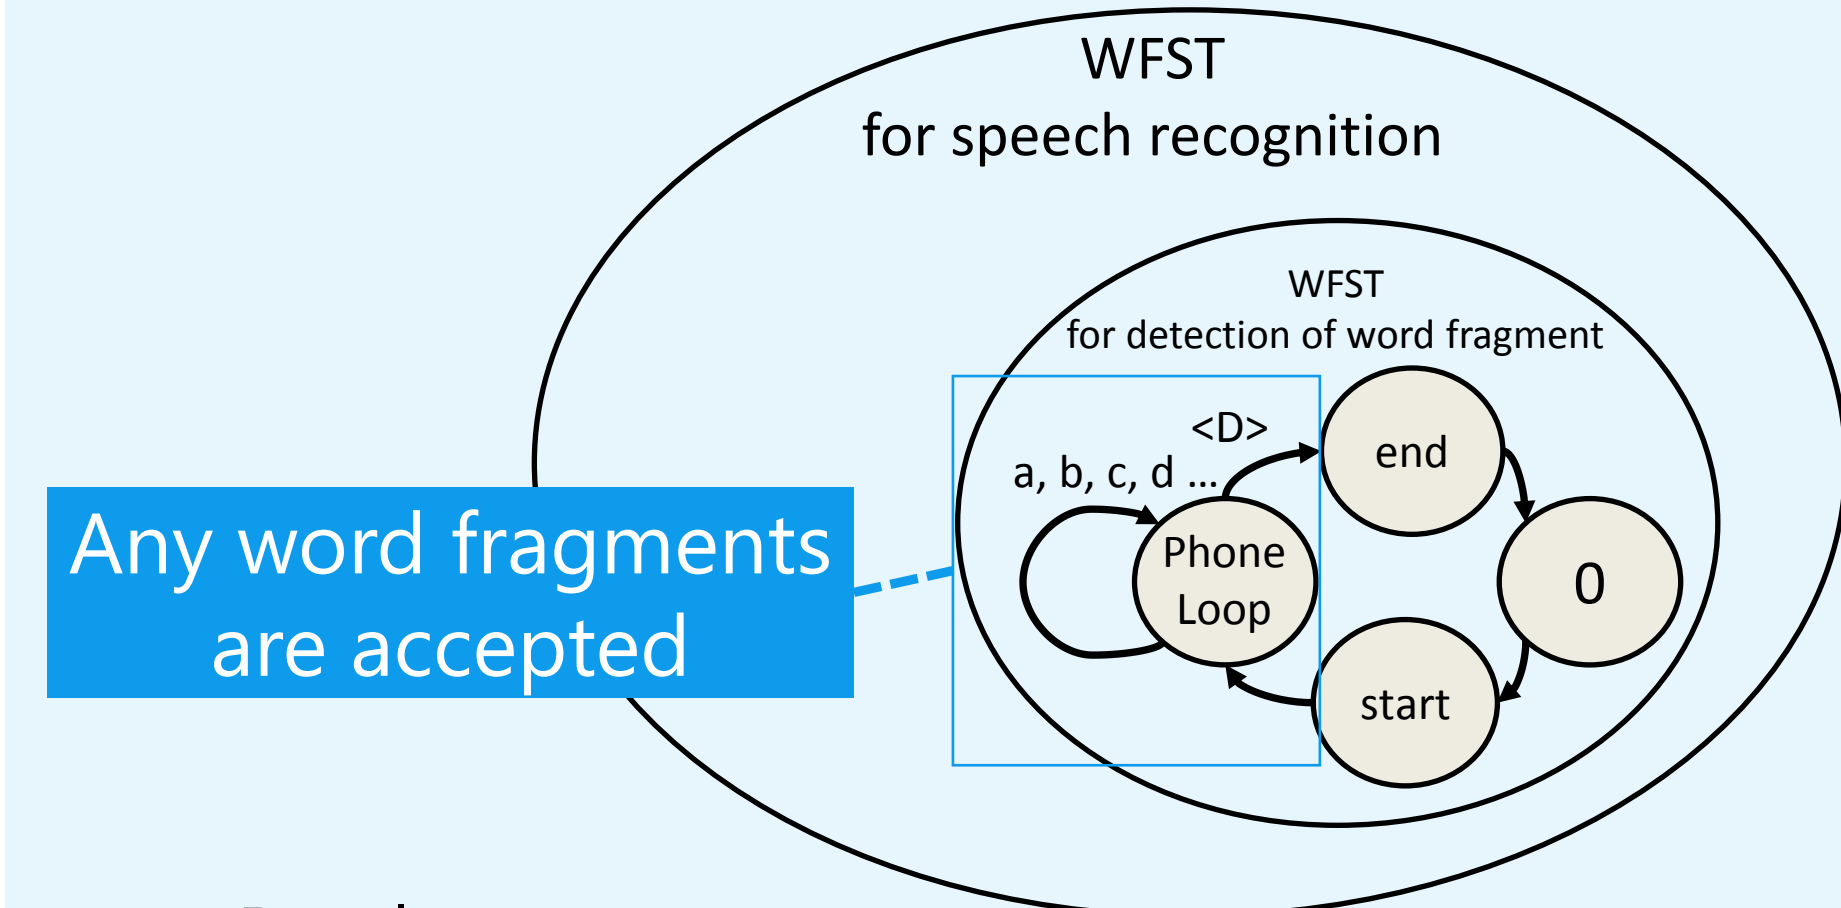 WFST
for speech recognition
WFST
for detection of word fragment
<D>
end
a, b, c, d ...
Any word fragments
are accepted
Phone
Loop
0
start